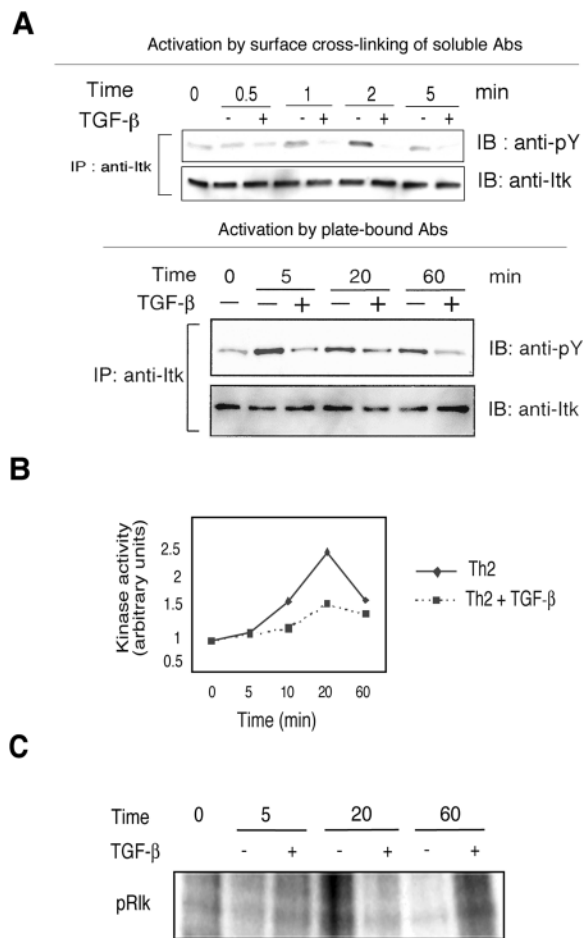 A
Activation by surface cross-linking of soluble Abs
Time 0 0.5 1 2 5 min
TGF-β - + - + - + - +
IP : anti-Itk
IB : anti-pY
IB: anti-Itk
Activation by plate-bound Abs
Time 0 5 20 60 min
TGF-β — — + — + — +
IP: anti-Itk
IB: anti-pY
IB: anti-Itk
B
Kinase activity
(arbitrary units)
2.5
2
1.5
1
0.5
0 5 10 20 60
Time (min)
Th2
Th2 + TGF-β
C
Time 0 5 20 60
TGF-β - + - + - +
pRlk